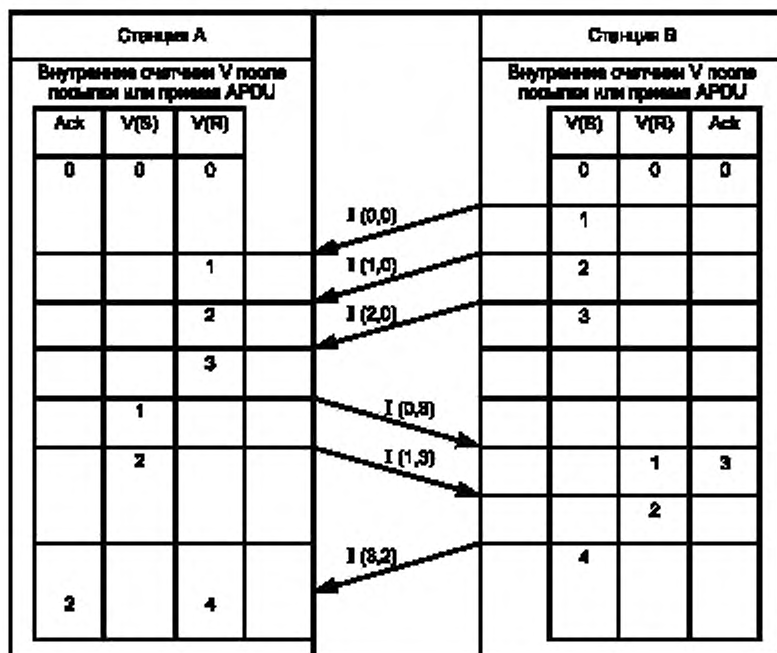 Станция А
Станция В
Внутренние счетчики V после
посылки или приема APDU
Внутренние счетчики V после
посылки или приема APDU
Ack V(S) V(R)
V(S) V(R) Ack
0 0 0
0 0 0
I (0,0)
1
1
I (1,0)
2
2
I (2,0)
3
3
1
I (0,3)
2
I (1,3)
1 3
2
I (3,2)
4
2 4